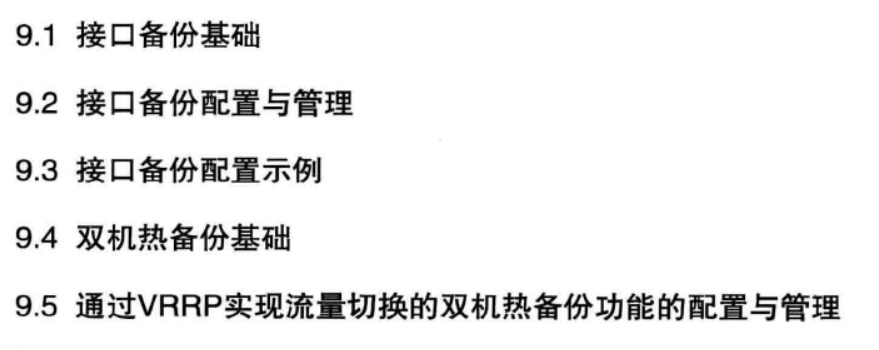 9.1 接口备份基础
9.2 接口备份配置与管理
9.3 接口备份配置示例
9.4 双机热备份基础
9.5 通过VRRP实现流量切换的双机热备份功能的配置与管理